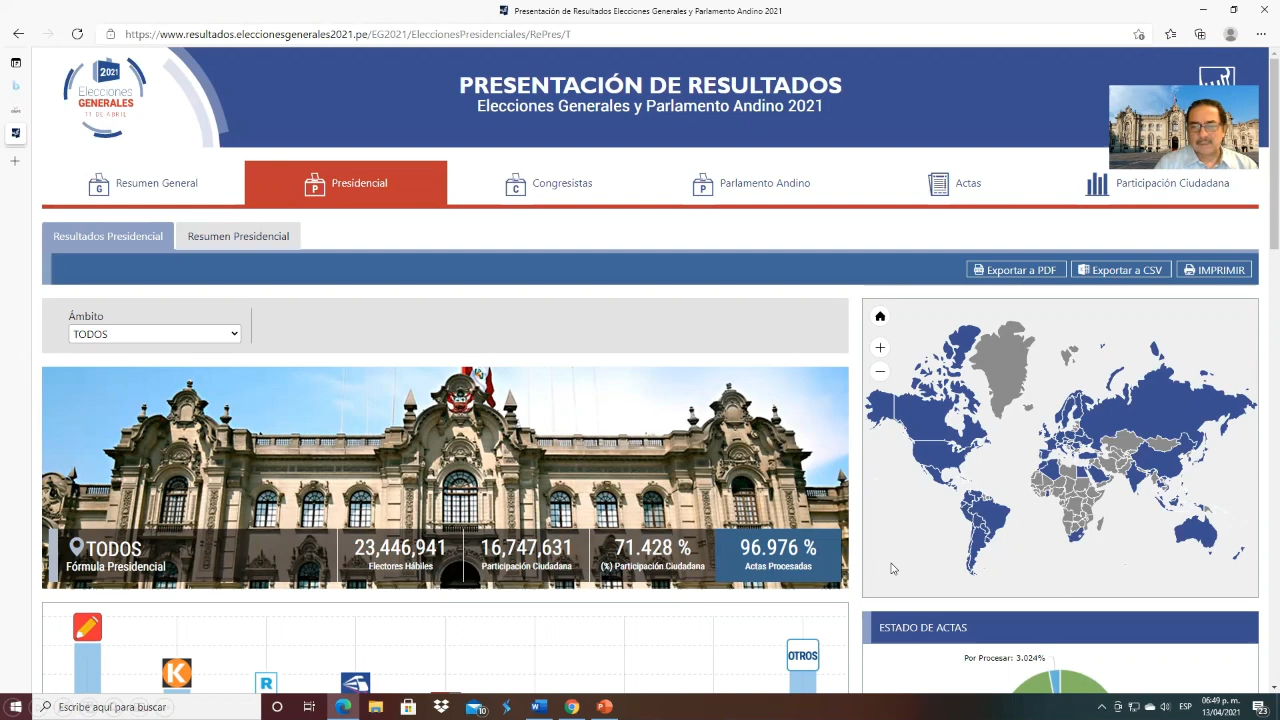 Presentación de Resultados Elecciones Generales y Parlamento Andino 2021
https://www.resultados.eleccionesgenerales2021.pe/EG2021/EleccionesPresidenciales/RePres/T
2021
Elecciones
GENERALES
11 DE ABRIL
PRESENTACIÓN DE RESULTADOS
Elecciones Generales y Parlamento Andino 2021
G Resumen General
P Presidencial
C Congresistas
P Parlamento Andino
Actas
Participación Ciudadana
Resultados Presidencial
Resumen Presidencial
Exportar a PDF
Exportar a CSV
IMPRIMIR
Ámbito
TODOS
TODOS
Fórmula Presidencial
23,446,941
Electores Hábiles
16,747,631
Participación Ciudadana
71.428 %
(%) Participación Ciudadana
96.976 %
Actas Procesadas
K
R
OTROS
ESTADO DE ACTAS
Por Procesar: 3.024%
Escribe aquí para buscar
10
ESP
06:49 p. m.
13/04/2021
23